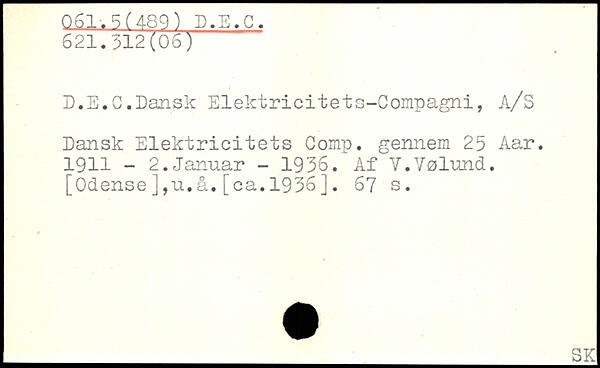 061.5(489) D.E.C.
621.312(06)
D.E.C.Dansk Elektricitets-Compagni, A/S
Dansk Elektricitets Comp. gennem 25 Aar.
1911 - 2.Januar - 1936. Af V.Vølund.
[Odense],u.å.[ca.1936]. 67 s.
SK